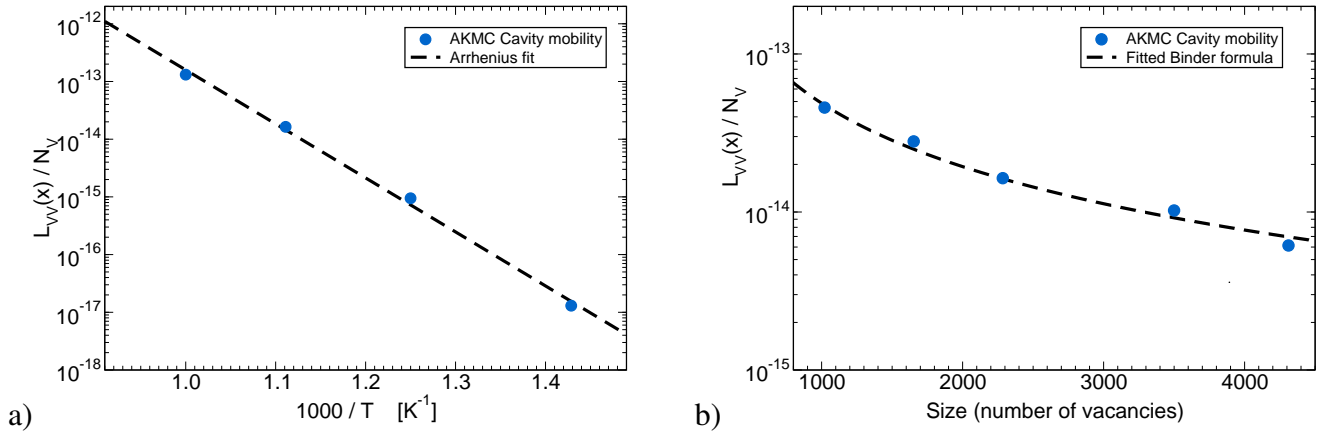 10^-12
10^-13
10^-14
10^-15
10^-16
10^-17
10^-18
L_VV(x) / N_V
AKMC Cavity mobility
Arrhenius fit
1.0 1.1 1.2 1.3 1.4
1000 / T [K^-1]
a)
10^-13
10^-14
10^-15
L_VV(x) / N_V
AKMC Cavity mobility
Fitted Binder formula
1000 2000 3000 4000
Size (number of vacancies)
b)